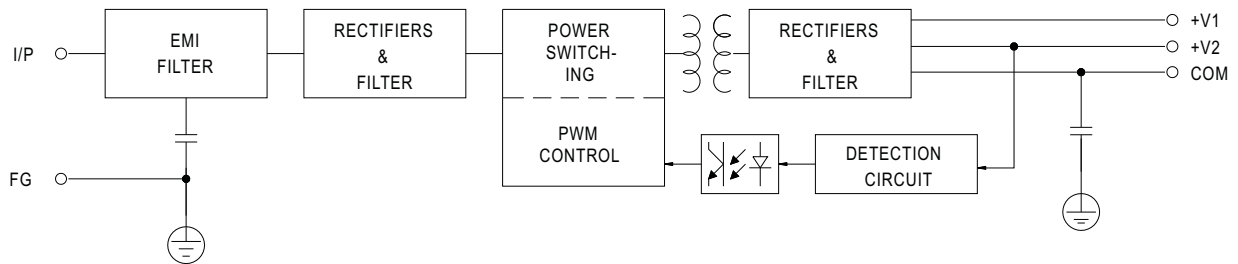 I/P
EMI
FILTER
RECTIFIERS
&
FILTER
POWER
SWITCH-
ING
PWM
CONTROL
RECTIFIERS
&
FILTER
+V1
+V2
COM
DETECTION
CIRCUIT
FG